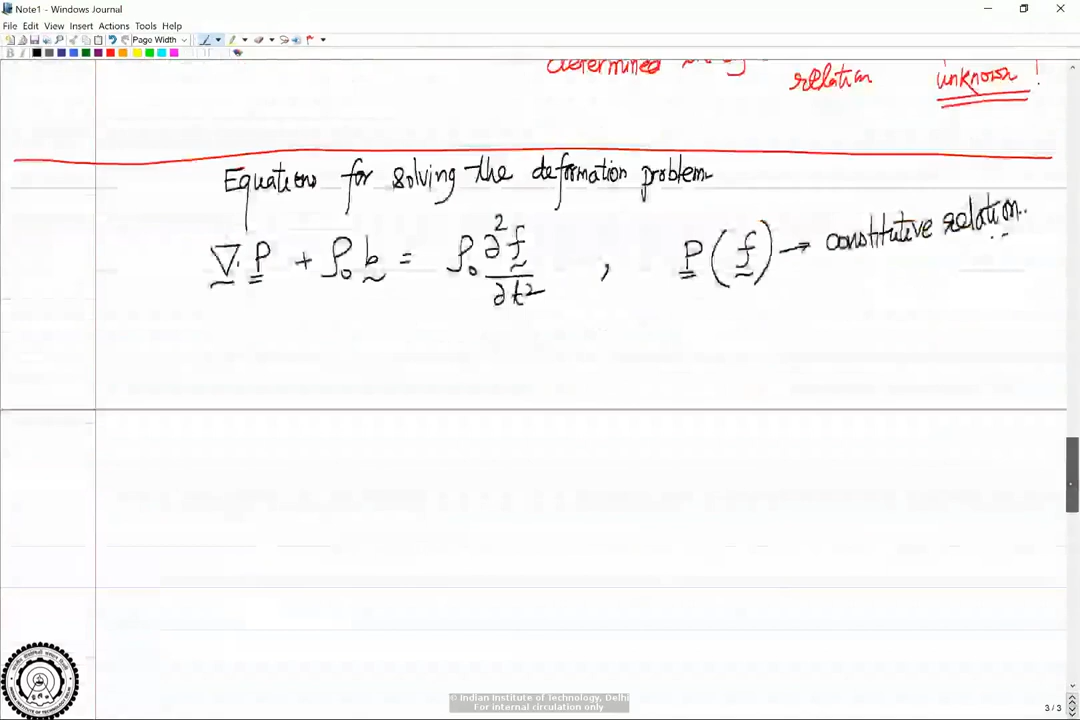 Note1 - Windows Journal
File Edit View Insert Actions Tools Help
Page Width
determined
relation
unknown !
Equations for solving the deformation problem
∇· P + ρ₀ b = ρ₀ ∂²f/∂t² , P(f) → constitutive relation..
© Indian Institute of Technology, Delhi
For internal circulation only
3 / 3